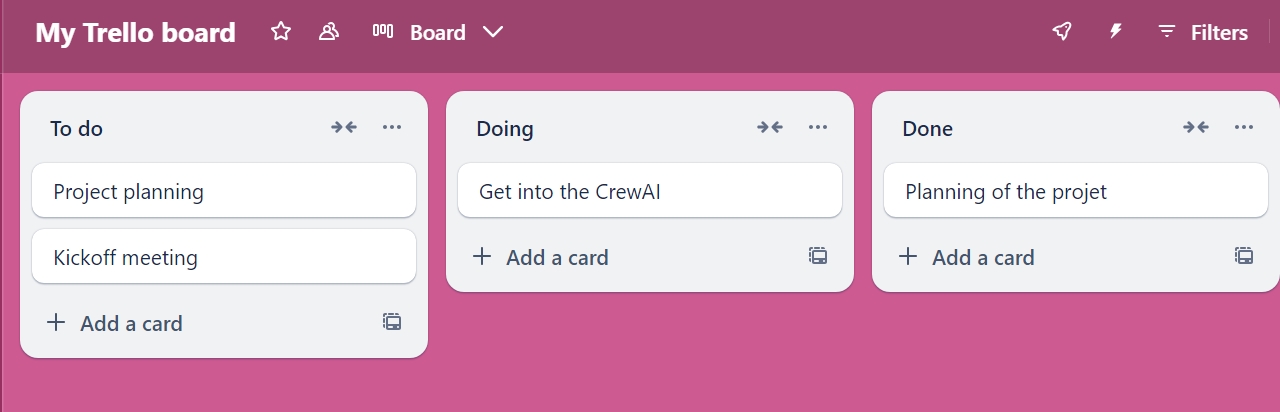 My Trello board
Board
Filters
To do
Project planning
Kickoff meeting
Add a card
Doing
Get into the CrewAI
Add a card
Done
Planning of the projet
Add a card